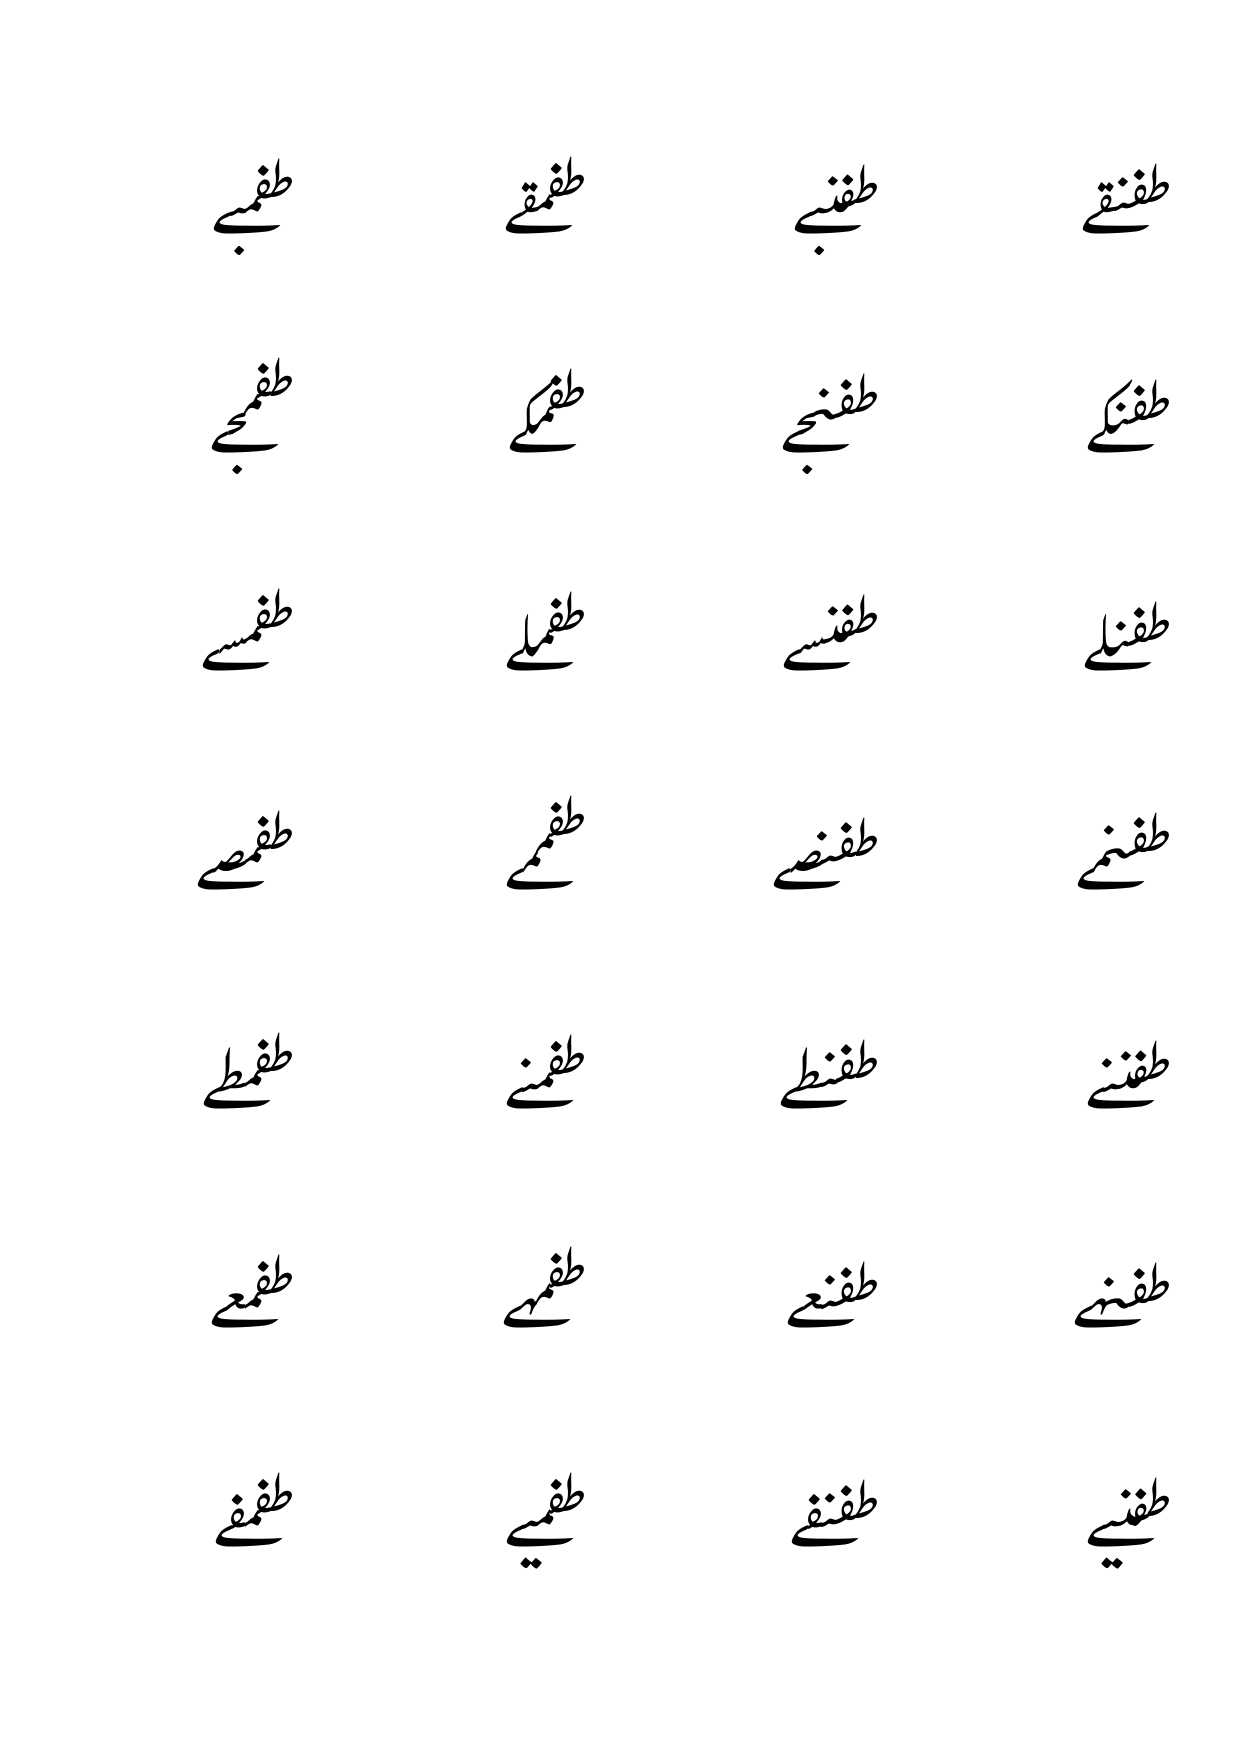 طفنقے طفنبے طفمقے طفمبے
طفنکے طفنجے طفمکے طفمجے
طفنلے طفنسے طفملے طفمسے
طفنمے طفنصے طفممے طفمصے
طفننے طفنطے طفمنے طفمطے
طفنہے طفنعے طفمہے طفمعے
طفنیے طفنفے طفمیے طفمفے